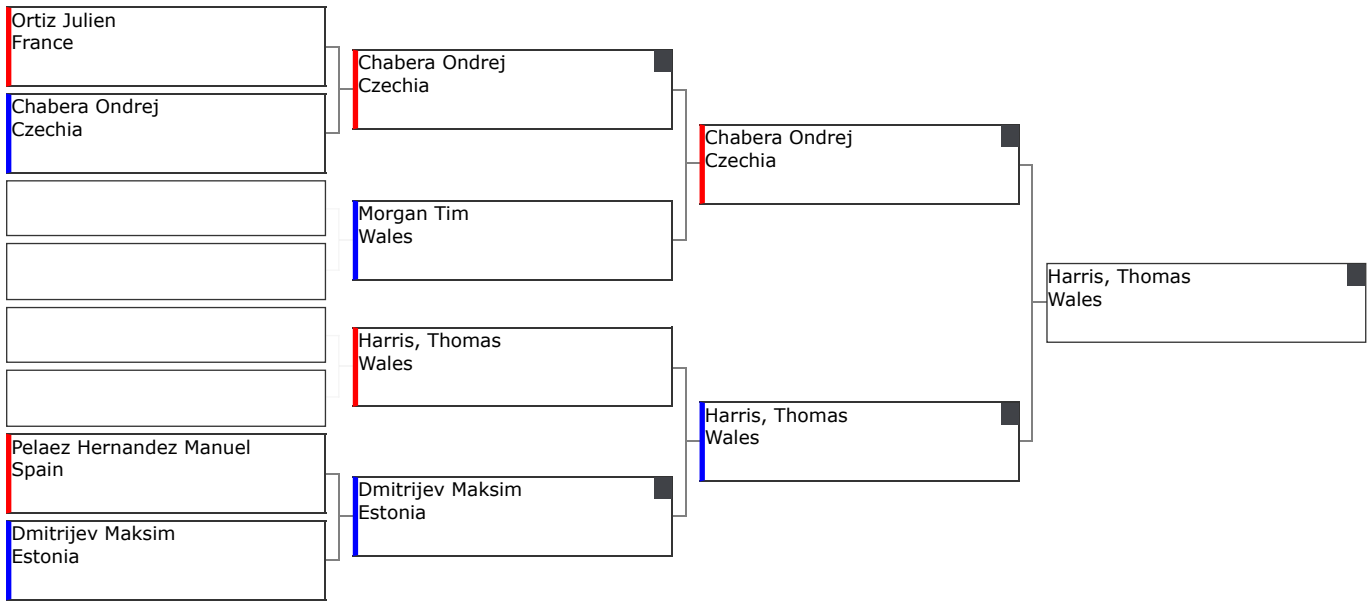 Ortiz Julien
France
Chabera Ondrej
Czechia
Pelaez Hernandez Manuel
Spain
Dmitrijev Maksim
Estonia
Chabera Ondrej
Czechia
Morgan Tim
Wales
Harris, Thomas
Wales
Dmitrijev Maksim
Estonia
Chabera Ondrej
Czechia
Harris, Thomas
Wales
Harris, Thomas
Wales